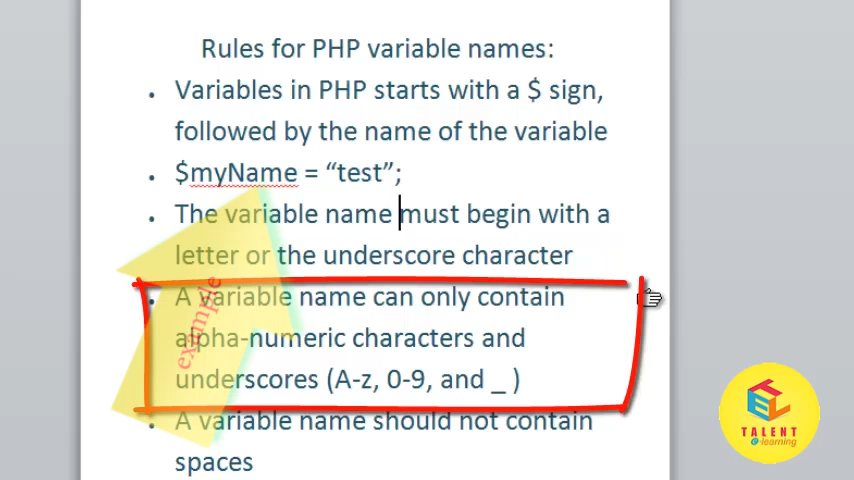 Rules for PHP variable names:
• Variables in PHP starts with a $ sign,
followed by the name of the variable
• $myName = “test”;
• The variable name must begin with a
letter or the underscore character
• A variable name can only contain
alpha-numeric characters and
underscores (A-z, 0-9, and _ )
• A variable name should not contain
spaces
example
TEL
TALENT
e-learning